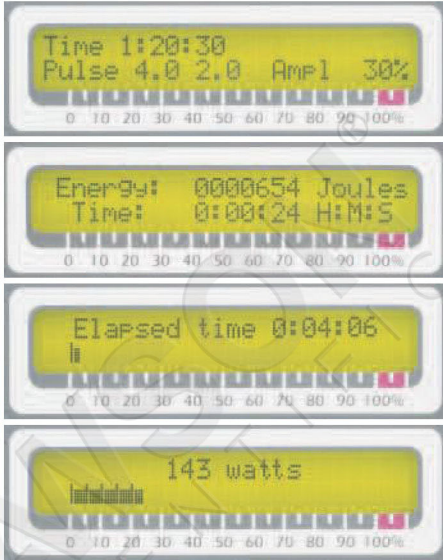 Time 1:20:30
Pulse 4.0 2.0 Ampl 30%
0 10 20 30 40 50 60 70 80 90 100%
Energy: 0000654 Joules
Time: 0:00:24 H:M:S
0 10 20 30 40 50 60 70 80 90 100%
Elapsed time 0:04:06
0 10 20 30 40 50 60 70 80 90 100%
143 watts
0 10 20 30 40 50 60 70 80 90 100%